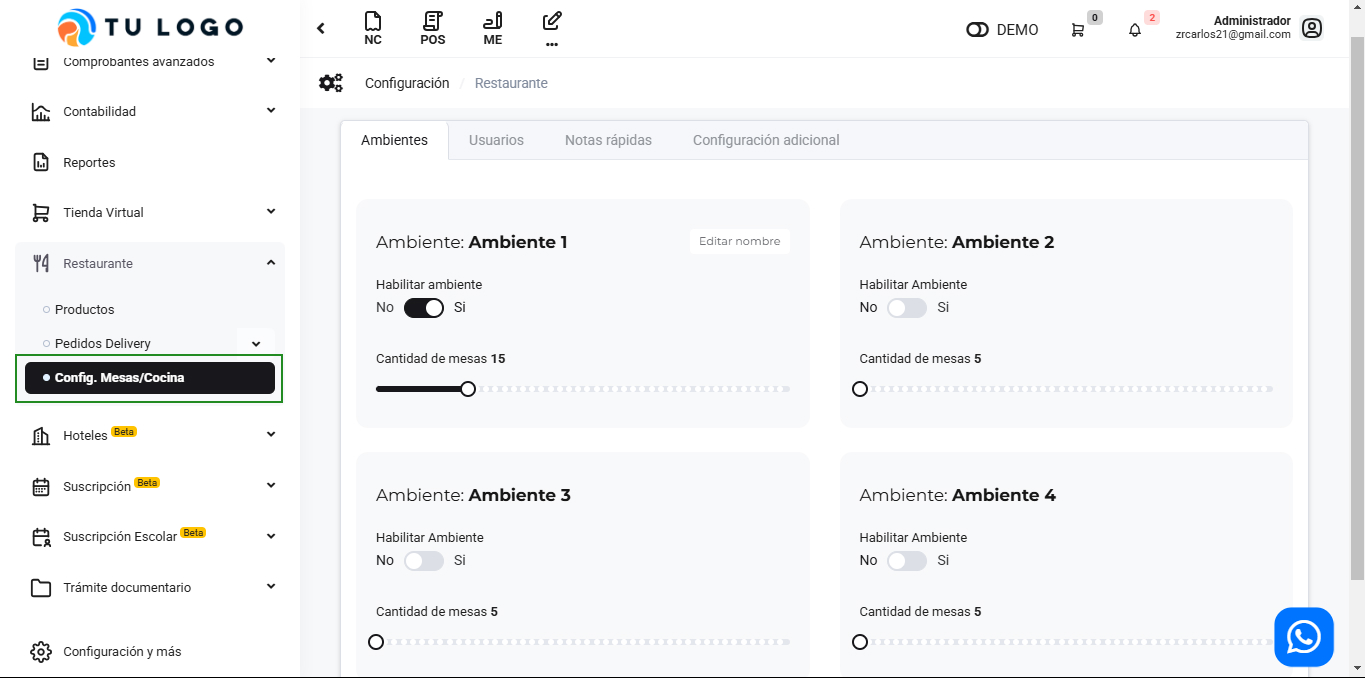 TU LOGO
NC
POS
ME
...
DEMO
0
2
Administrador
zrcarlos21@gmail.com
Comprobantes avanzados
Contabilidad
Reportes
Tienda Virtual
Restaurante
Productos
Pedidos Delivery
Config. Mesas/Cocina
Hoteles Beta
Suscripción Beta
Suscripción Escolar Beta
Trámite documentario
Configuración y más
Configuración / Restaurante
Ambientes
Usuarios
Notas rápidas
Configuración adicional
Ambiente: Ambiente 1
Editar nombre
Habilitar ambiente
No Si
Cantidad de mesas 15
Ambiente: Ambiente 2
Habilitar Ambiente
No Si
Cantidad de mesas 5
Ambiente: Ambiente 3
Habilitar Ambiente
No Si
Cantidad de mesas 5
Ambiente: Ambiente 4
Habilitar Ambiente
No Si
Cantidad de mesas 5